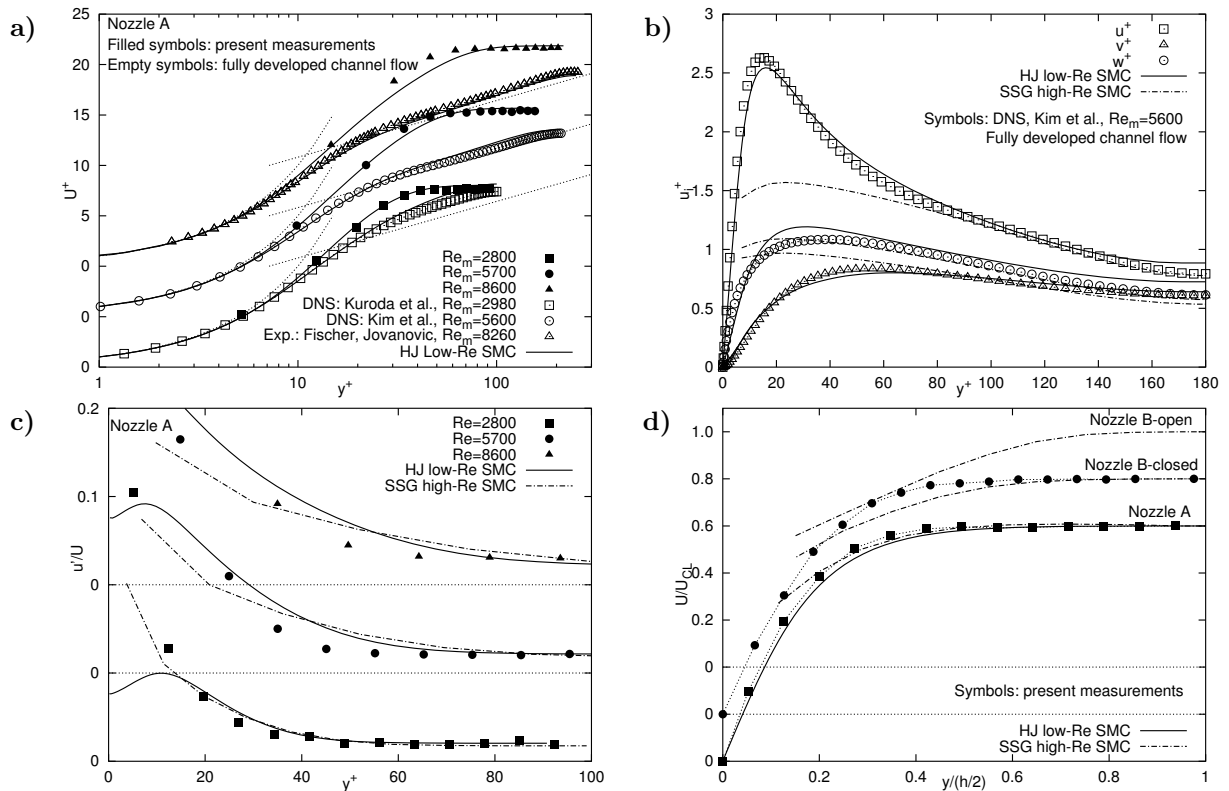 a)
Nozzle A
Filled symbols: present measurements
Empty symbols: fully developed channel flow
25
20
15
10
5
0
0
0
U+
1
10
100
y+
Re_m=2800
Re_m=5700
Re_m=8600
DNS: Kuroda et al., Re_m=2980
DNS: Kim et al., Re_m=5600
Exp.: Fischer, Jovanovic, Re_m=8260
HJ Low-Re SMC
b)
3
2.5
2
1.5
1
0.5
0
u_i+
u+
v+
w+
HJ low-Re SMC
SSG high-Re SMC
Symbols: DNS, Kim et al., Re_m=5600
Fully developed channel flow
0
20
40
60
80
100
120
140
160
180
y+
c)
Nozzle A
0.2
0.1
0
0
0
u'/U
Re=2800
Re=5700
Re=8600
HJ low-Re SMC
SSG high-Re SMC
0
20
40
60
80
100
y+
d)
1.0
0.8
0.6
0.4
0.2
0
0
0
U/U_CL
Nozzle B-open
Nozzle B-closed
Nozzle A
Symbols: present measurements
HJ low-Re SMC
SSG high-Re SMC
0
0.2
0.4
0.6
0.8
1
y/(h/2)